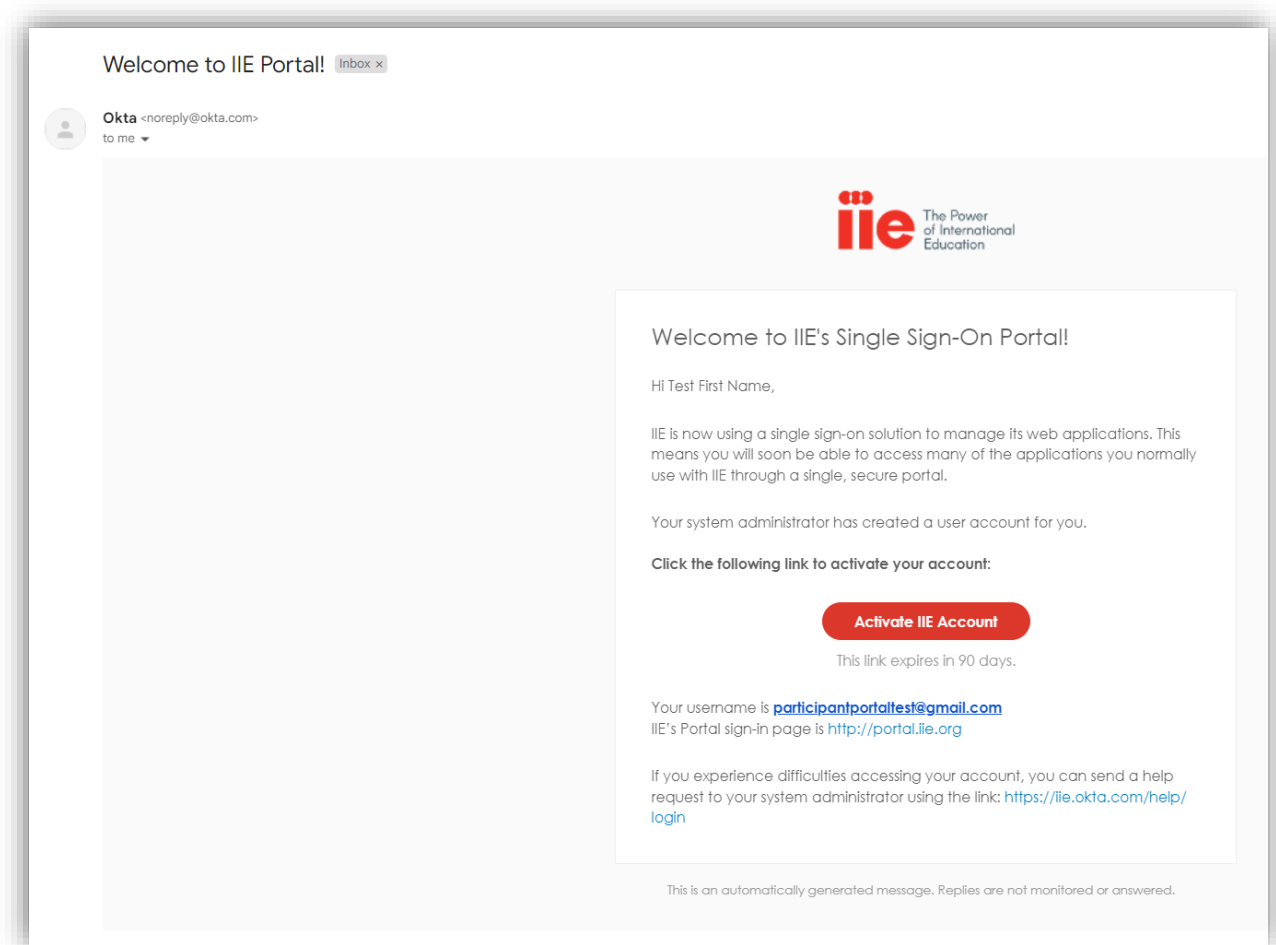 Welcome to IIE Portal! Inbox ×
Okta <noreply@okta.com>
to me
iie The Power
of International
Education
Welcome to IIE's Single Sign-On Portal!
Hi Test First Name,
IIE is now using a single sign-on solution to manage its web applications. This
means you will soon be able to access many of the applications you normally
use with IIE through a single, secure portal.
Your system administrator has created a user account for you.
Click the following link to activate your account:
Activate IIE Account
This link expires in 90 days.
Your username is participantportaltest@gmail.com
IIE's Portal sign-in page is http://portal.iie.org
If you experience difficulties accessing your account, you can send a help
request to your system administrator using the link: https://iie.okta.com/help/
login
This is an automatically generated message. Replies are not monitored or answered.